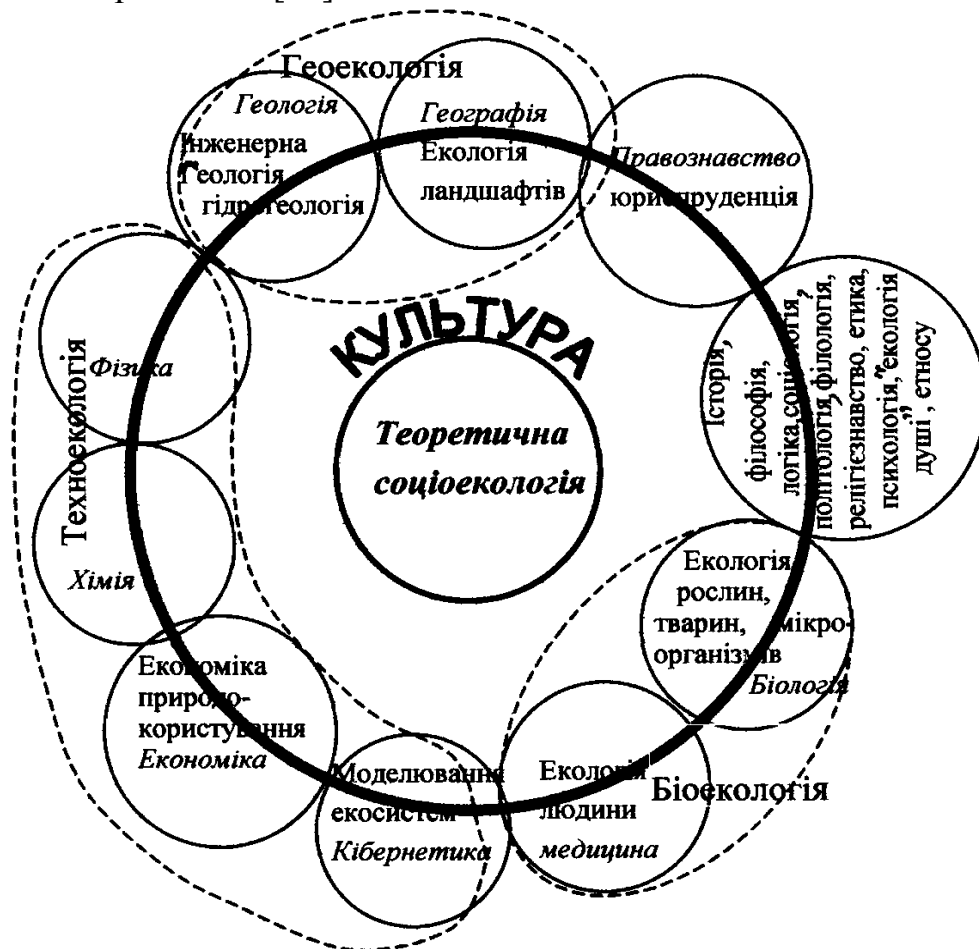 Геоекологія
Геологія
Інженерна
Геологія,
гідрогеологія
Географія
Екологія
ландшафтів
Правознавство
юриспруденція
Історія,
філософія,
логіка,соціологія,
політологія,філологія,
релігієзнавство, етика,
психологія,"екологія
душі", етносу
КУЛЬТУРА
Теоретична
соціоекологія
Техноекологія
Фізика
Хімія
Економіка
природо-
користування
Економіка
Моделювання
екосистем
Кібернетика
Екологія
людини
медицина
Біоекологія
Екологія
рослин,
тварин, мікро-
організмів
Біологія